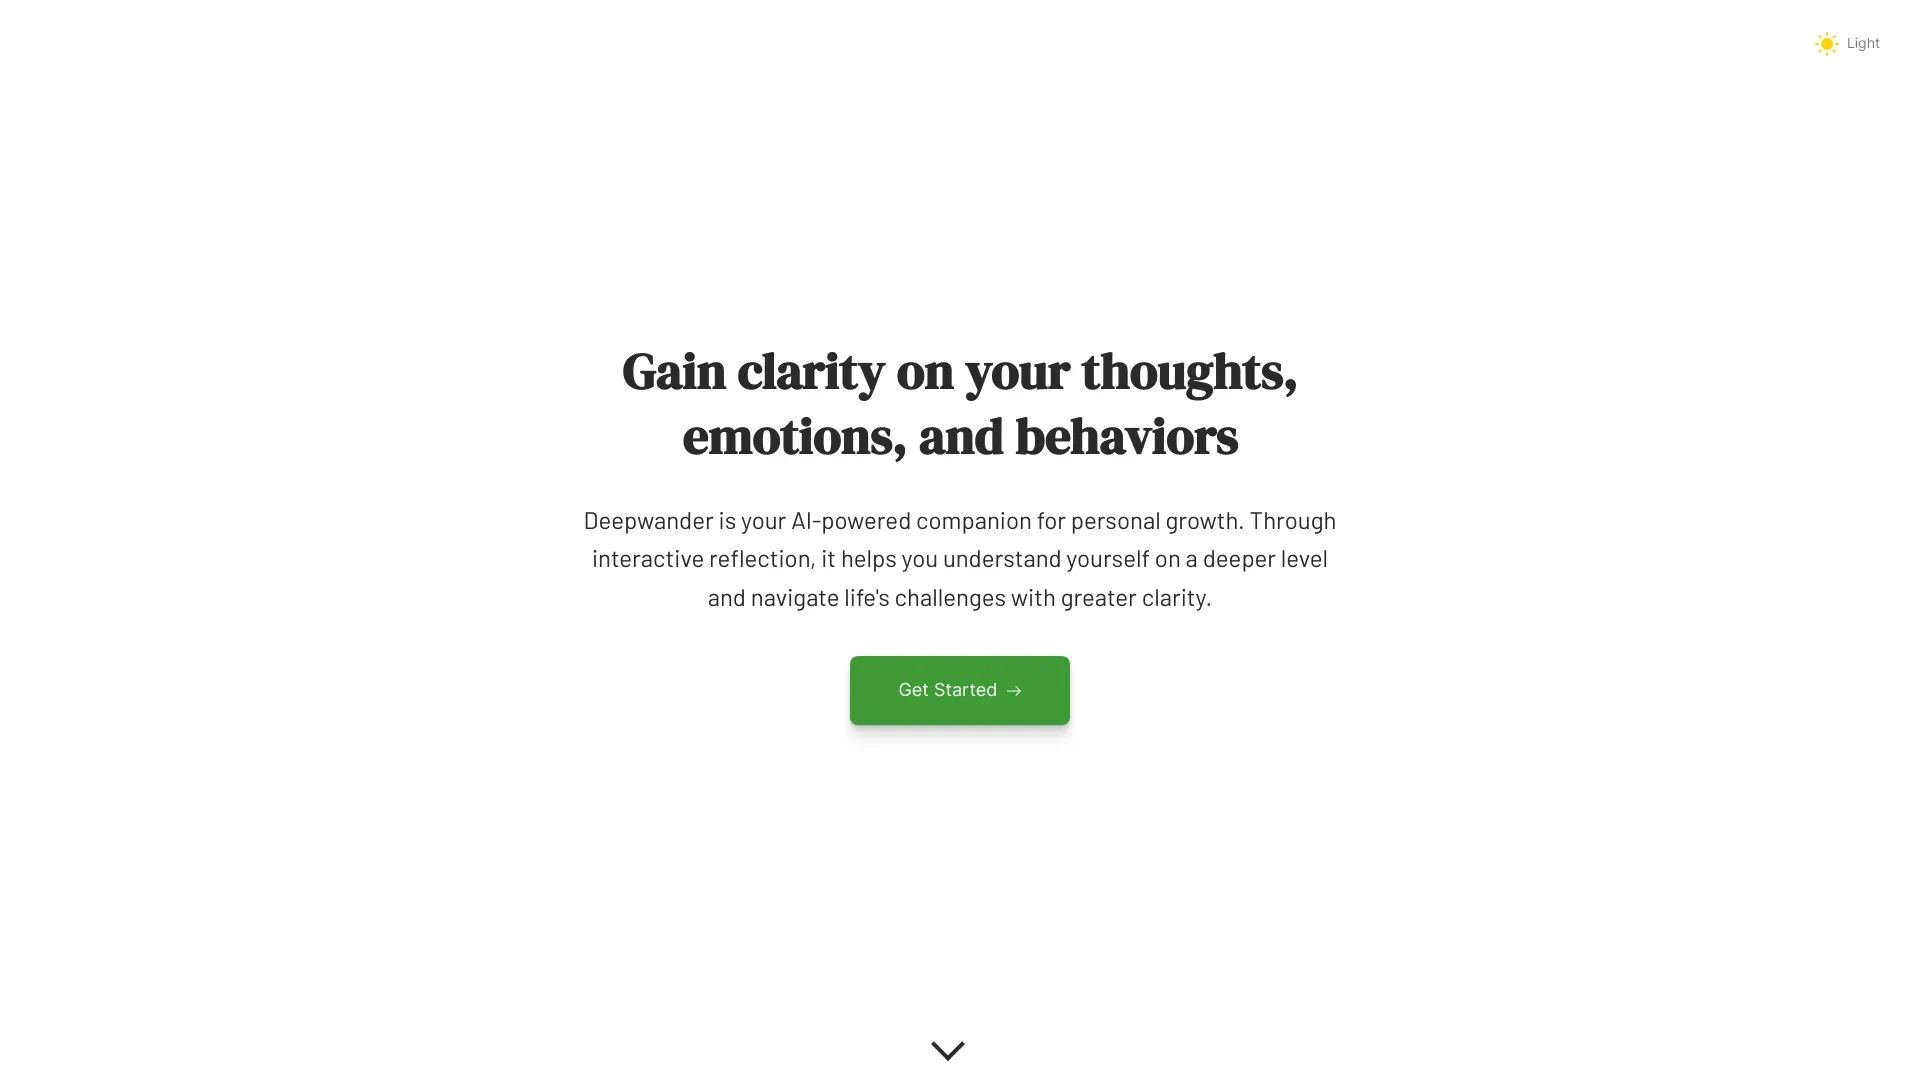 Light
Gain clarity on your thoughts,
emotions, and behaviors
Deepwander is your AI-powered companion for personal growth. Through
interactive reflection, it helps you understand yourself on a deeper level
and navigate life's challenges with greater clarity.
Get Started →